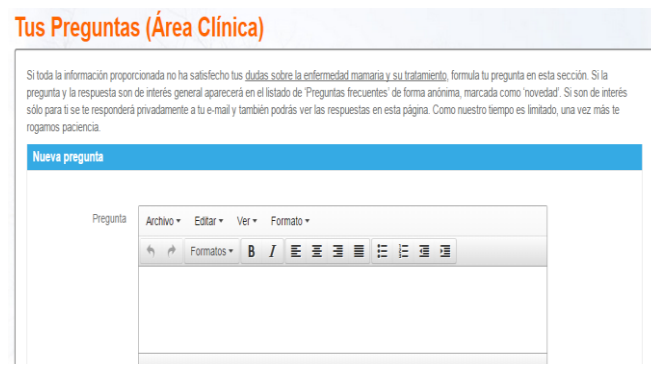 Tus Preguntas (Área Clínica)
Si toda la información proporcionada no ha satisfecho tus dudas sobre la enfermedad mamaria y su tratamiento, formula tu pregunta en esta sección. Si la
pregunta y la respuesta son de interés general aparecerá en el listado de 'Preguntas frecuentes' de forma anónima, marcada como 'novedad'. Si son de interés
sólo para ti se te responderá privadamente a tu e-mail y también podrás ver las respuestas en esta página. Como nuestro tiempo es limitado, una vez más te
rogamos paciencia.
Nueva pregunta
Pregunta Archivo Editar Ver Formato
Formatos B I